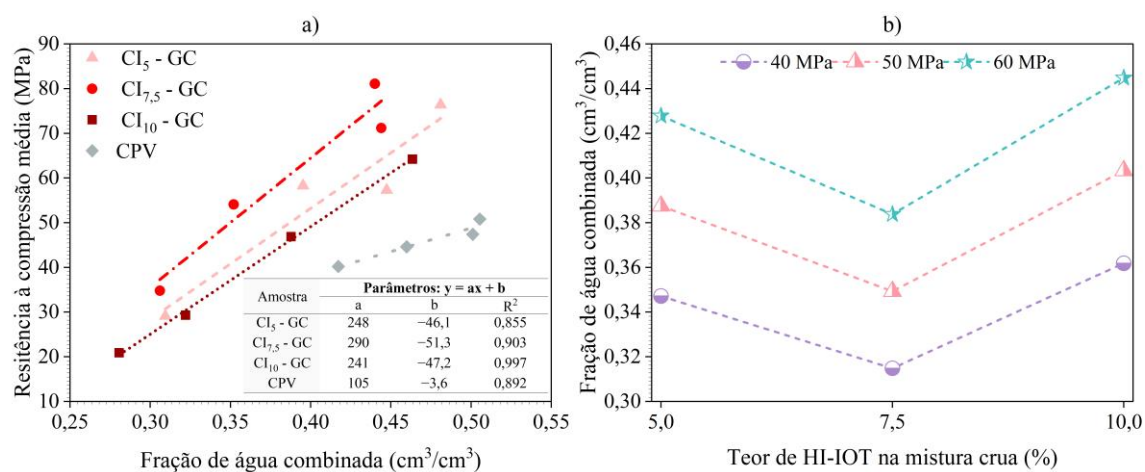 a)
Resitência à compressão média (MPa)
90
80
70
60
50
40
30
20
10
CI5 - GC
CI7,5 - GC
CI10 - GC
CPV
Amostra Parâmetros: y = ax + b
a b R²
CI5 - GC 248 −46,1 0,855
CI7,5 - GC 290 −51,3 0,903
CI10 - GC 241 −47,2 0,997
CPV 105 −3,6 0,892
0,25 0,30 0,35 0,40 0,45 0,50 0,55
Fração de água combinada (cm³/cm³)
b)
Fração de água combinada (cm³/cm³)
0,46
0,44
0,42
0,40
0,38
0,36
0,34
0,32
0,30
40 MPa 50 MPa 60 MPa
5,0 7,5 10,0
Teor de HI-IOT na mistura crua (%)